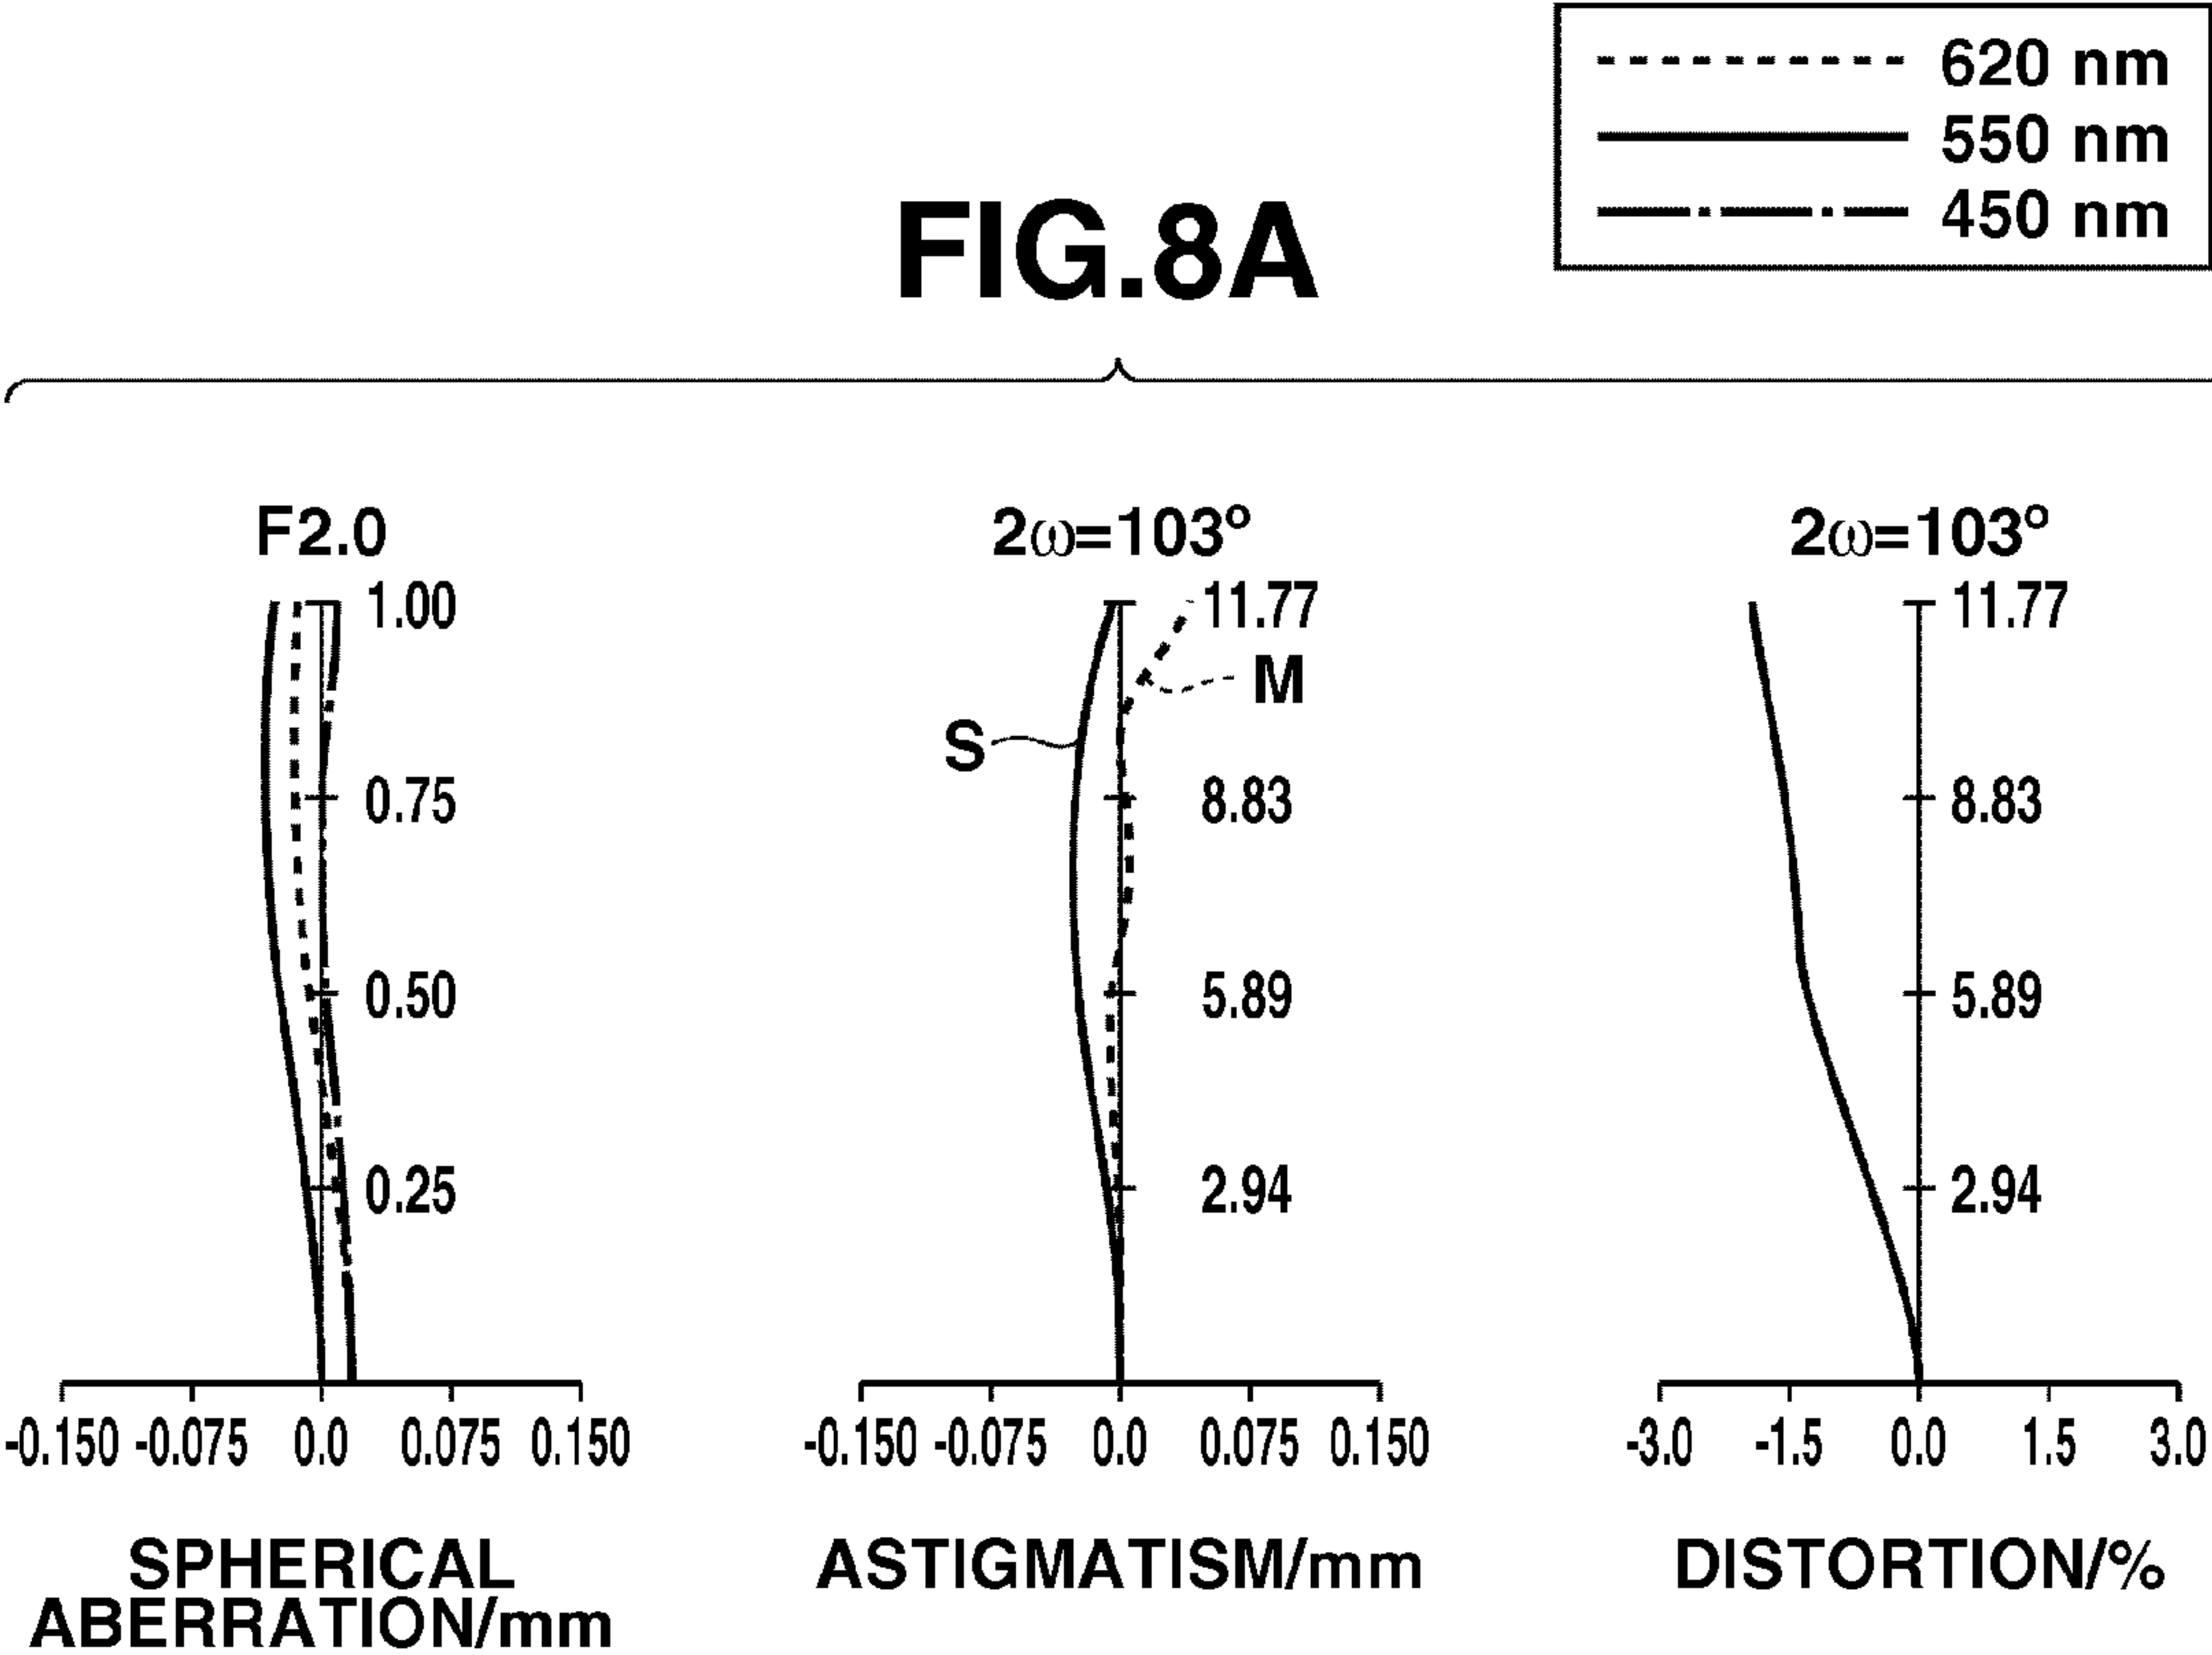 620 nm
550 nm
450 nm
FIG.8A
F2.0
1.00
0.75
0.50
0.25
-0.150 -0.075 0.0 0.075 0.150
SPHERICAL
ABERRATION/mm
2ω=103°
11.77
M
S
8.83
5.89
2.94
-0.150 -0.075 0.0 0.075 0.150
ASTIGMATISM/mm
2ω=103°
11.77
8.83
5.89
2.94
-3.0 -1.5 0.0 1.5 3.0
DISTORTION/%